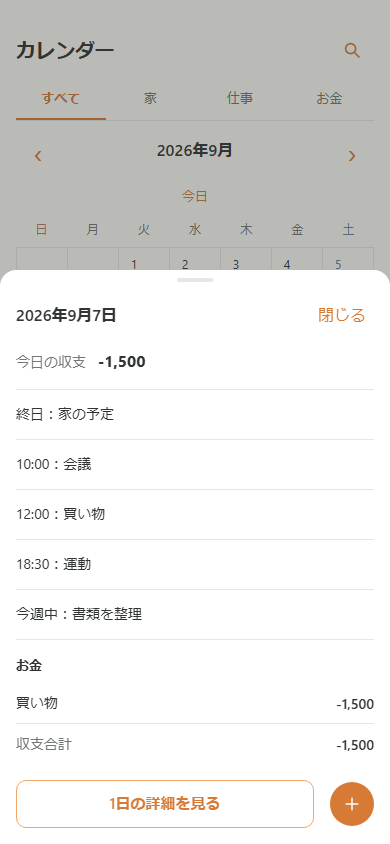 カレンダー
すべて 家 仕事 お金
‹ 2026年9月 ›
今日
日 月 火 水 木 金 土
1 2 3 4 5
2026年9月7日 閉じる
今日の収支 -1,500
終日：家の予定
10:00：会議
12:00：買い物
18:30：運動
今週中：書類を整理
お金
買い物 -1,500
収支合計 -1,500
1日の詳細を見る +